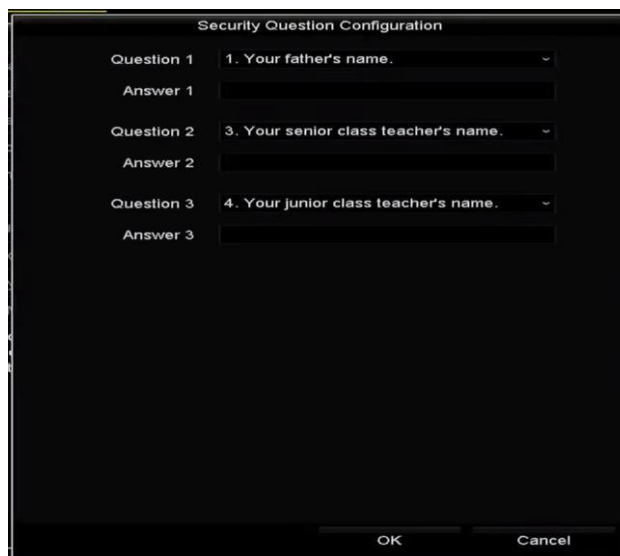 Security Question Configuration
Question 1 1. Your father's name.
Answer 1
Question 2 3. Your senior class teacher's name.
Answer 2
Question 3 4. Your junior class teacher's name.
Answer 3
OK Cancel